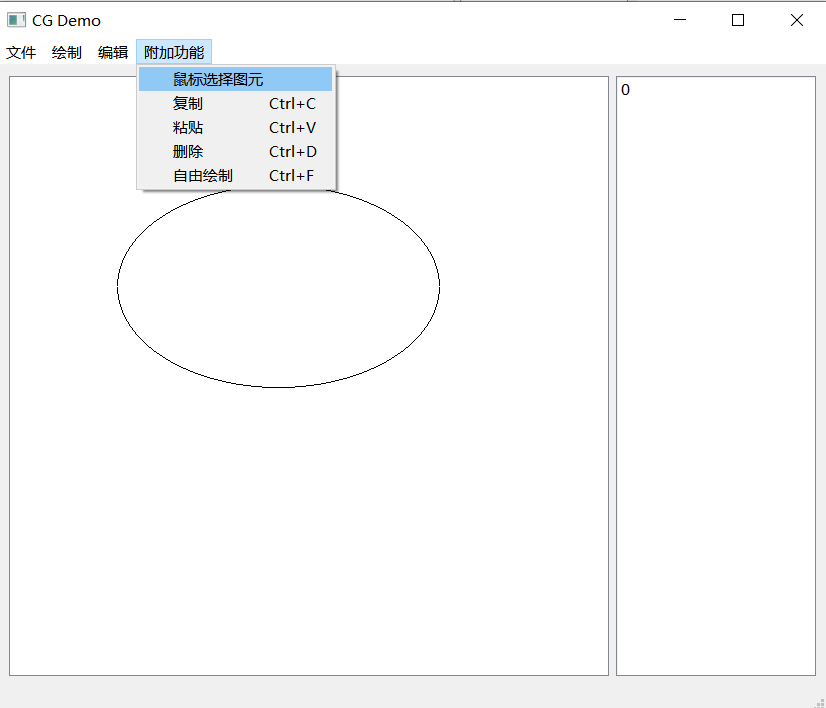 CG Demo
文件 绘制 编辑 附加功能
鼠标选择图元
复制 Ctrl+C
粘贴 Ctrl+V
删除 Ctrl+D
自由绘制 Ctrl+F
0